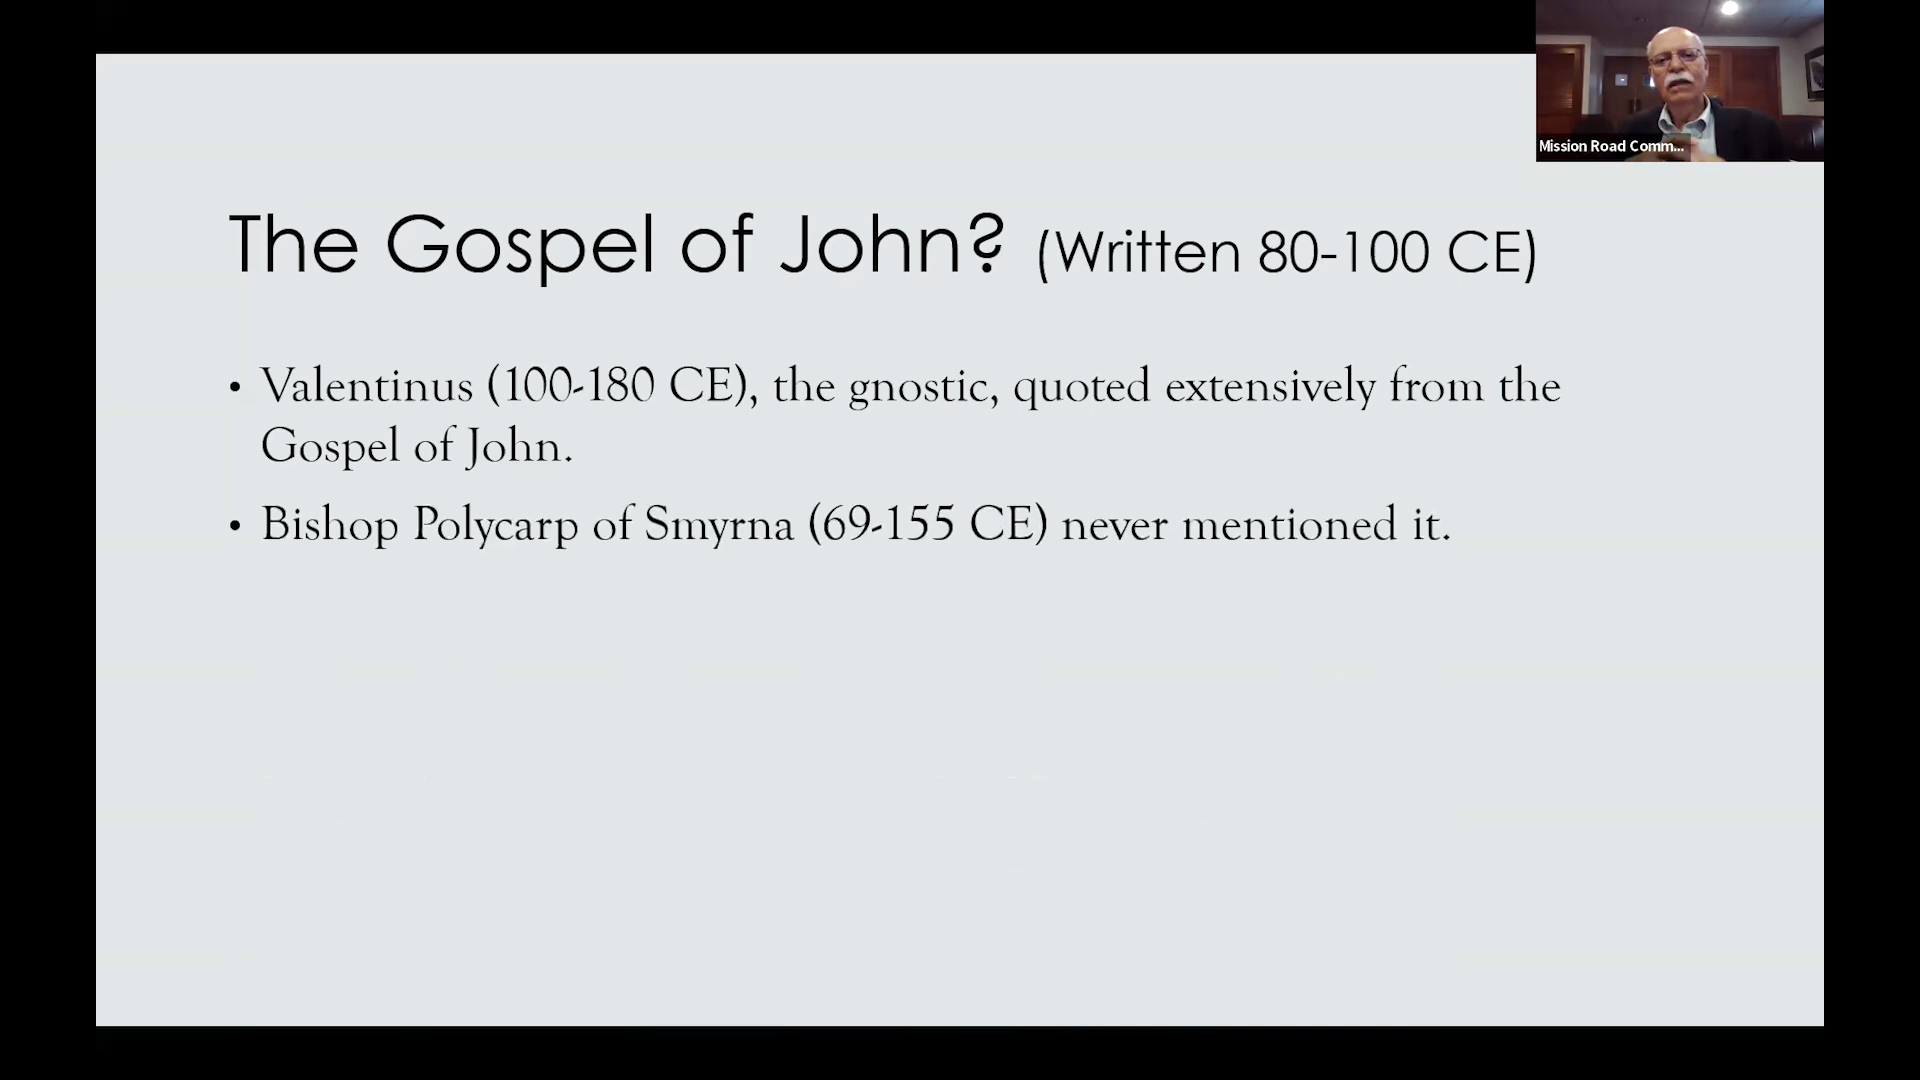 Mission Road Comm...
The Gospel of John? (Written 80-100 CE)
• Valentinus (100-180 CE), the gnostic, quoted extensively from the
Gospel of John.
• Bishop Polycarp of Smyrna (69-155 CE) never mentioned it.